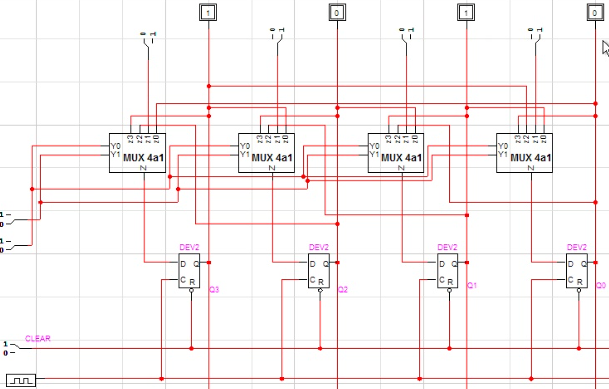 1 0 1 0
0 1 0 1 0 1 0 1
z3 z2 z1 z0 z3 z2 z1 z0 z3 z2 z1 z0 z3 z2 z1 z0
Y0 Y0 Y0 Y0
Y1 MUX 4a1 Y1 MUX 4a1 Y1 MUX 4a1 Y1 MUX 4a1
Z Z Z Z
1
0
1
0
DEV2 DEV2 DEV2 DEV2
D Q D Q D Q D Q
C R C R C R C R
Q3 Q2 Q1 Q0
CLEAR
1
0